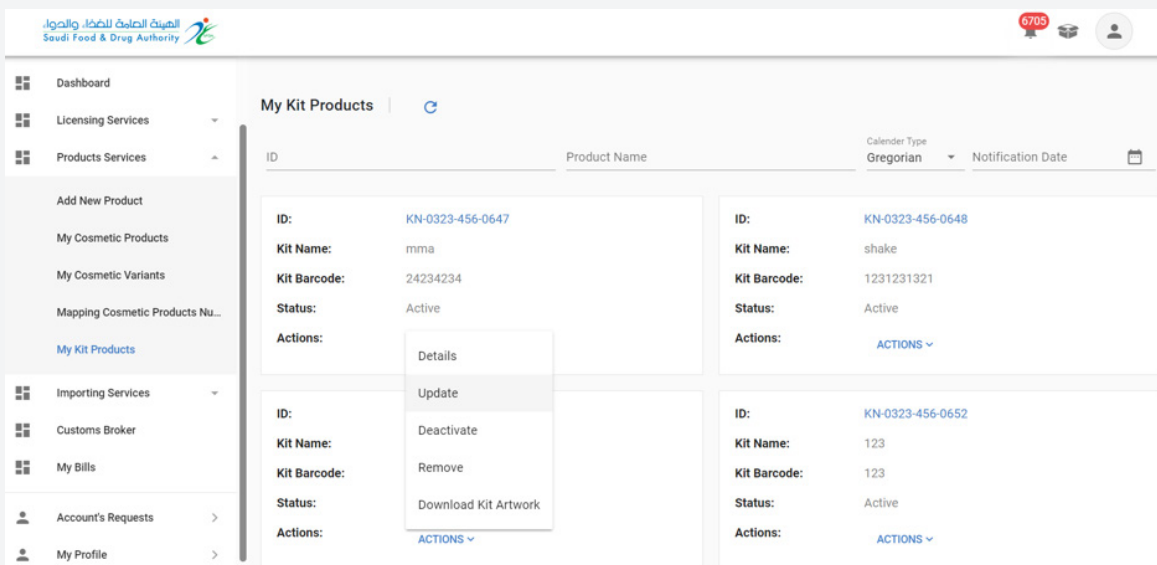 الهيئة العامة للغذاء والدواء
Saudi Food & Drug Authority
6705
Dashboard
Licensing Services
Products Services
Add New Product
My Cosmetic Products
My Cosmetic Variants
Mapping Cosmetic Products Nu...
My Kit Products
Importing Services
Customs Broker
My Bills
Account's Requests
My Profile
My Kit Products
ID
Product Name
Calender Type
Gregorian
Notification Date
ID: KN-0323-456-0647
Kit Name: mma
Kit Barcode: 24234234
Status: Active
Actions:
Details
Update
Deactivate
Remove
Download Kit Artwork
ID: KN-0323-456-0648
Kit Name: shake
Kit Barcode: 1231231321
Status: Active
Actions: ACTIONS
ID:
Kit Name:
Kit Barcode:
Status:
Actions: ACTIONS
ID: KN-0323-456-0652
Kit Name: 123
Kit Barcode: 123
Status: Active
Actions: ACTIONS